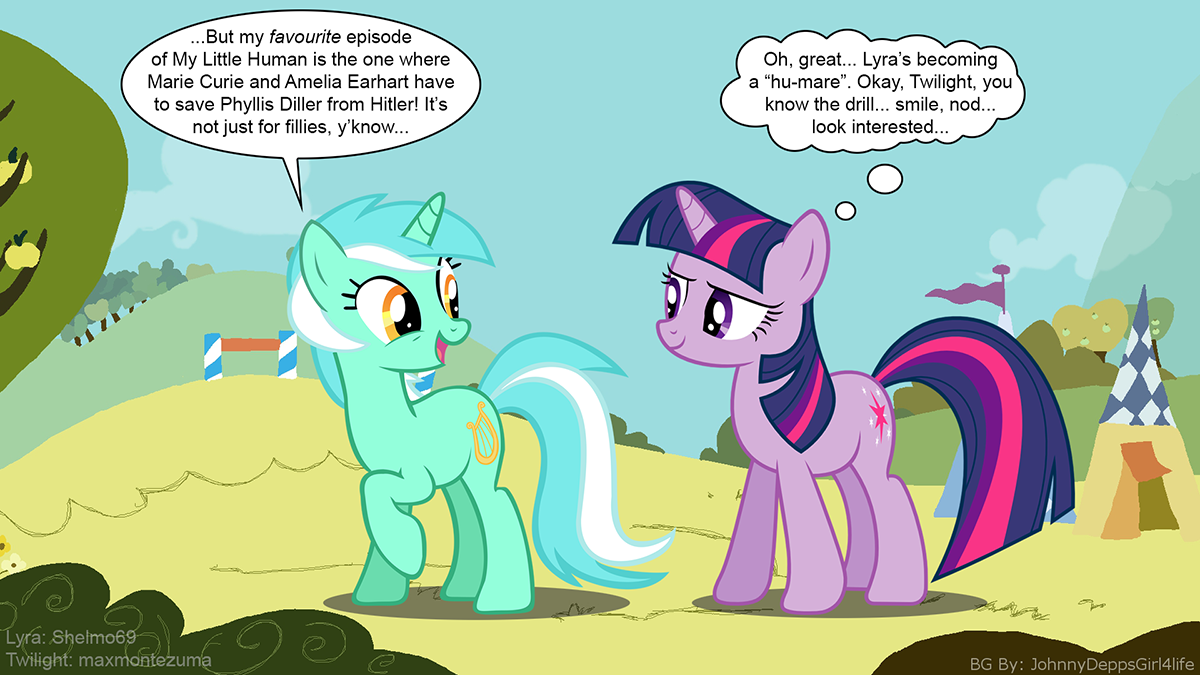 ...But my favourite episode
of My Little Human is the one where
Marie Curie and Amelia Earhart have
to save Phyllis Diller from Hitler! It's
not just for fillies, y'know...
Oh, great... Lyra's becoming
a “hu-mare”. Okay, Twilight, you
know the drill... smile, nod...
look interested...
Lyra: Shelmo69
Twilight: maxmontezuma
BG By: JohnnyDeppsGirl4life